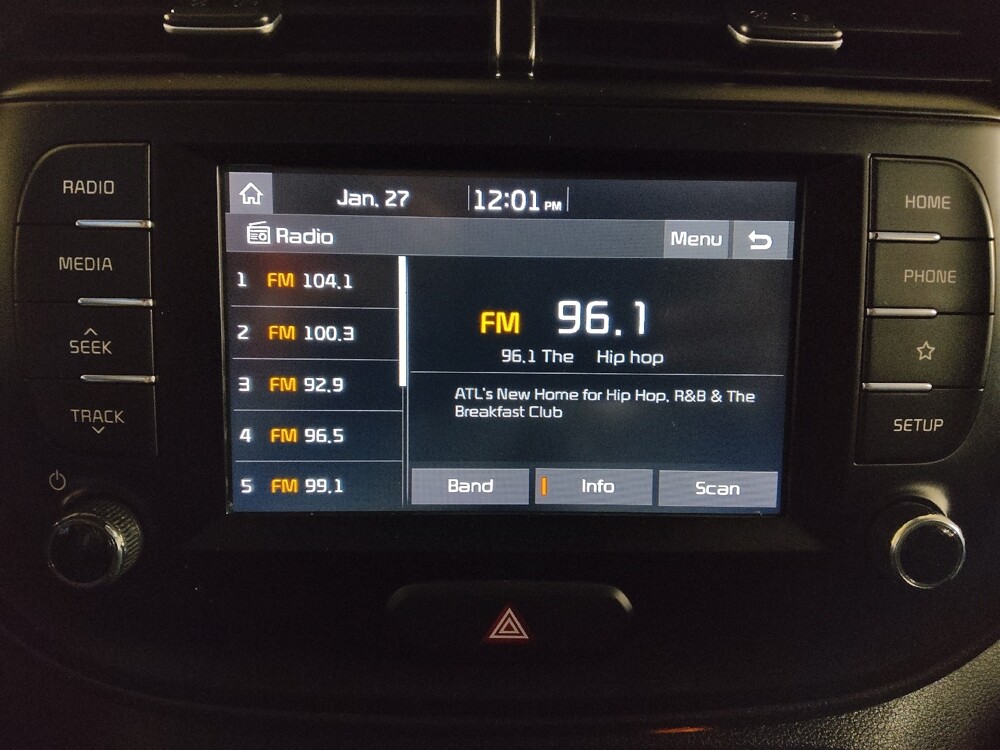 RADIO
MEDIA
SEEK
TRACK
Jan. 27 12:01 PM
Radio
Menu
1 FM 104.1
2 FM 100.3
3 FM 92.9
4 FM 96.5
5 FM 99.1
FM 96.1
96.1 The Hip hop
ATL's New Home for Hip Hop, R&B & The
Breakfast Club
Band
Info
Scan
HOME
PHONE
SETUP